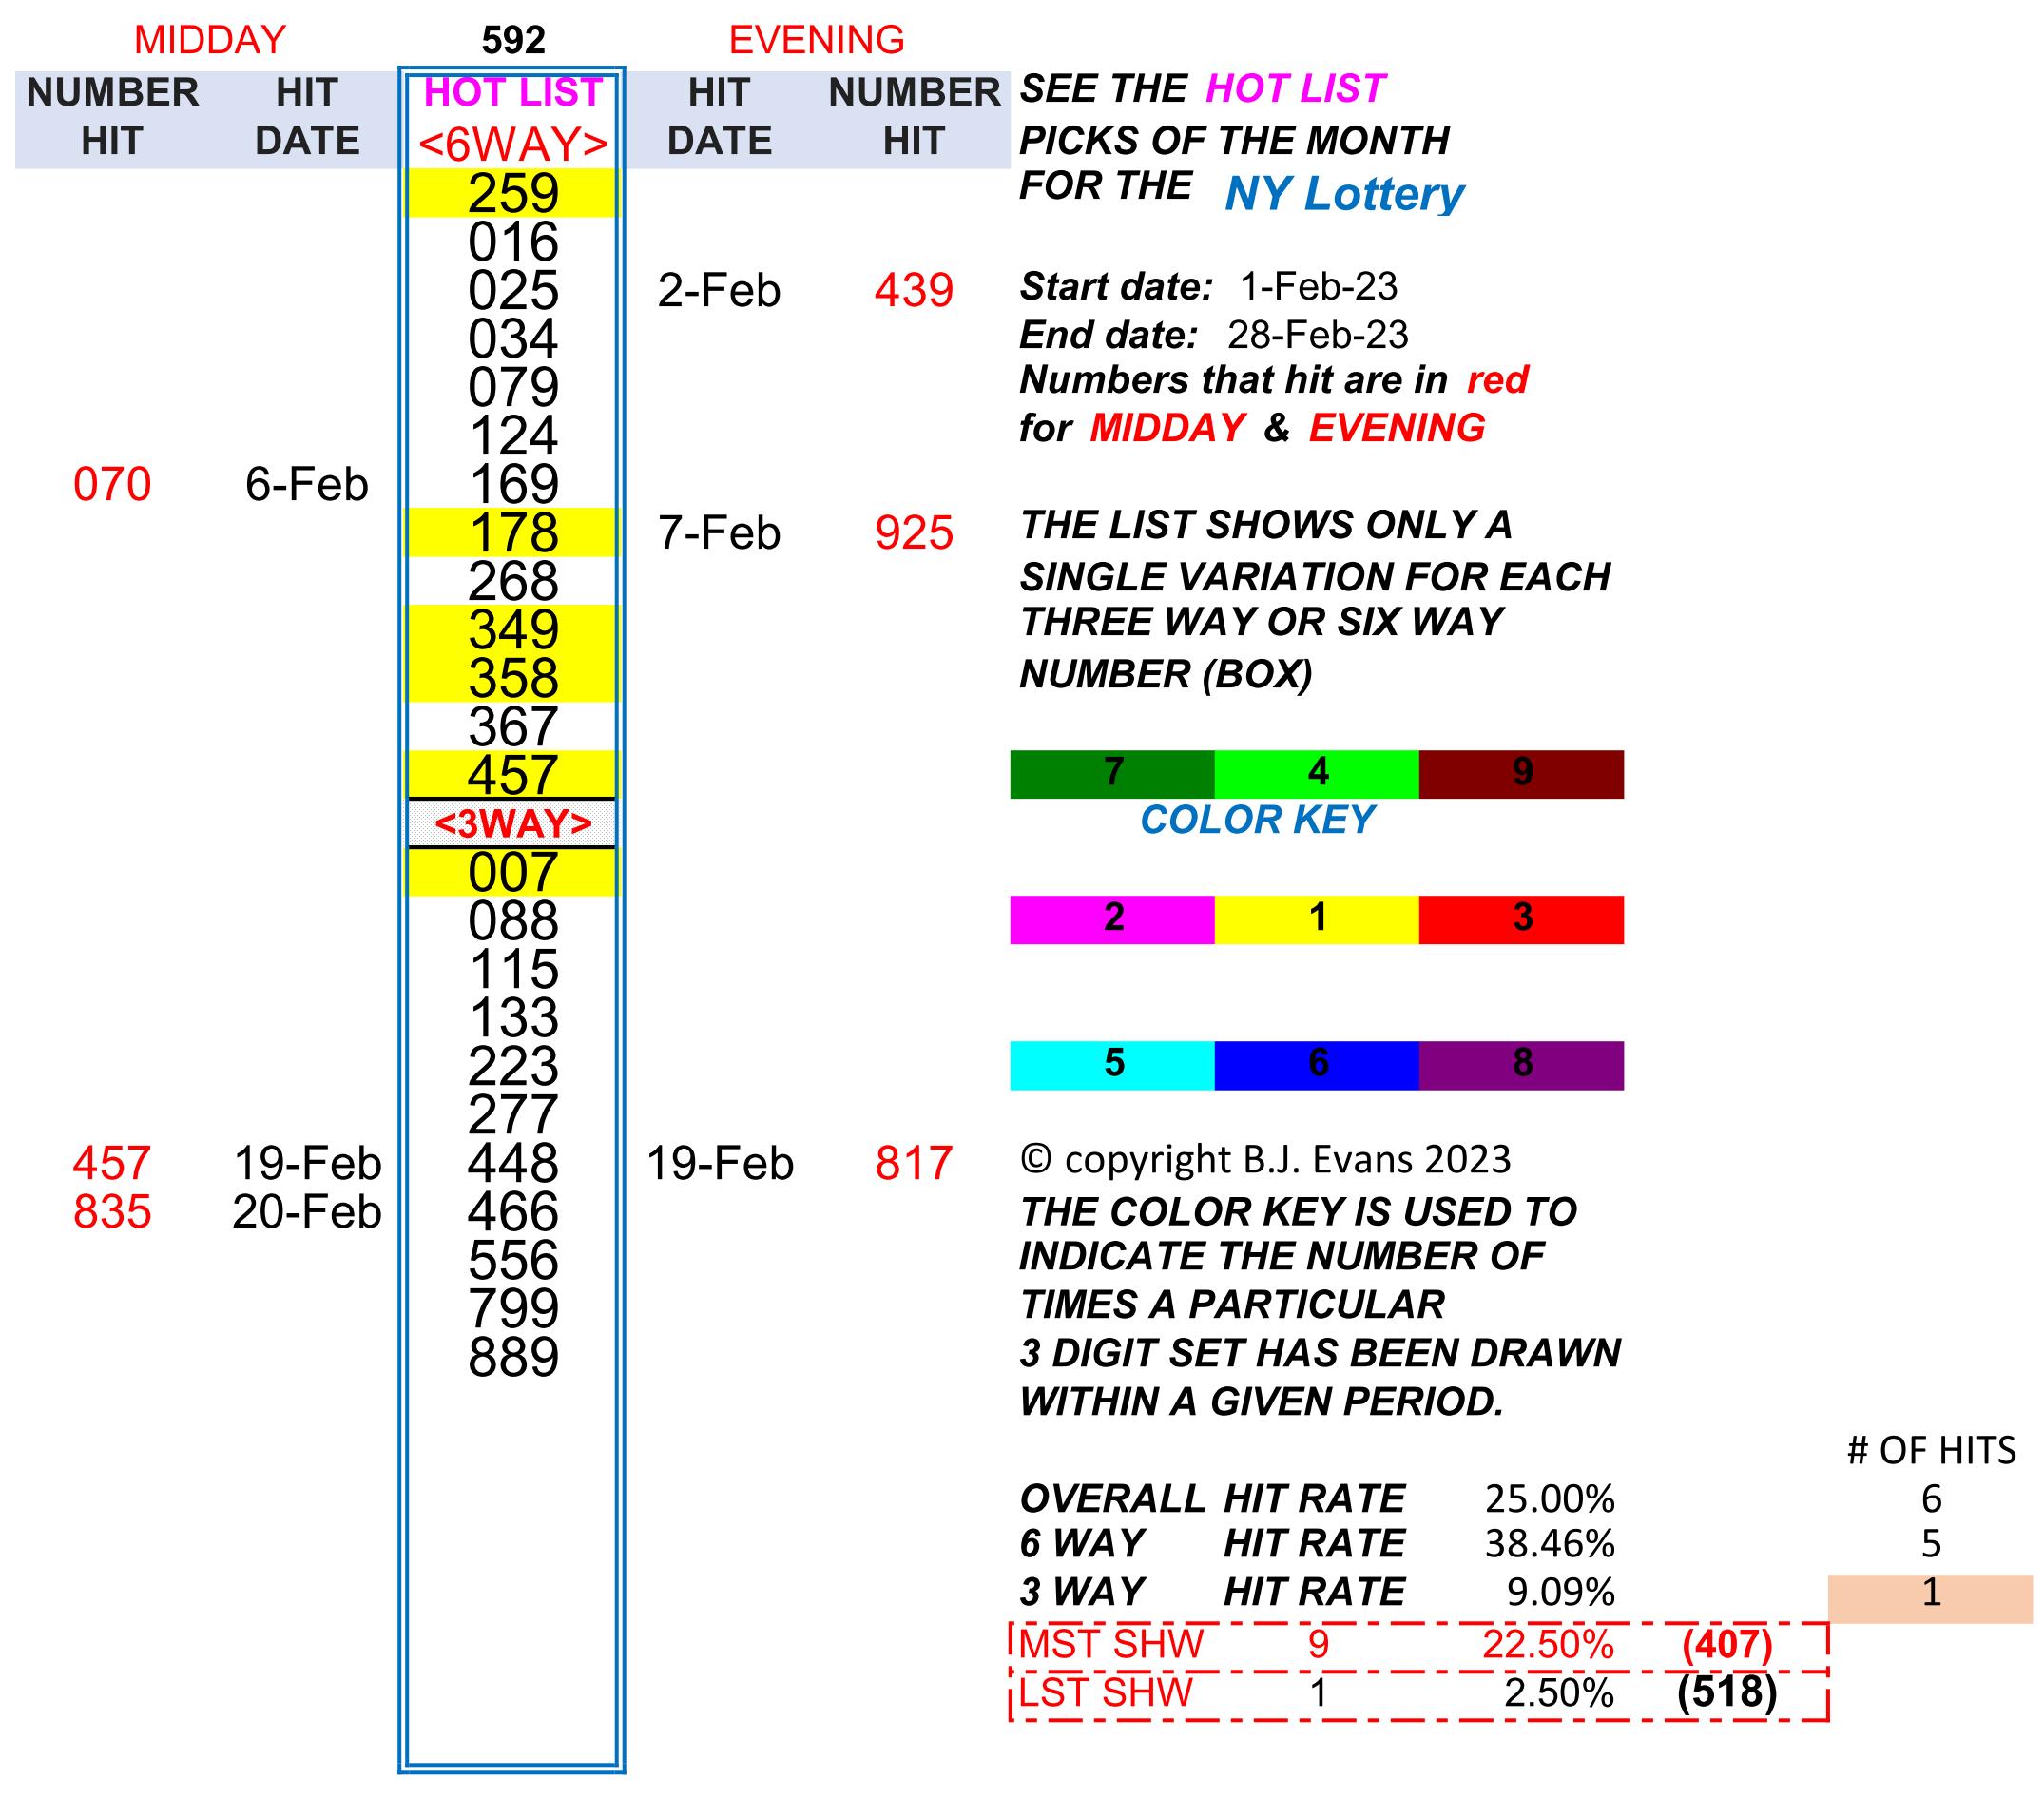 MIDDAY 592 EVENING
NUMBER HIT HOT LIST HIT NUMBER SEE THE HOT LIST
HIT DATE <6WAY> DATE HIT PICKS OF THE MONTH
259 FOR THE NY Lottery
016
025 2-Feb 439 Start date: 1-Feb-23
034 End date: 28-Feb-23
079 Numbers that hit are in red
124 for MIDDAY & EVENING
070 6-Feb 169
178 7-Feb 925 THE LIST SHOWS ONLY A
268 SINGLE VARIATION FOR EACH
349 THREE WAY OR SIX WAY
358 NUMBER (BOX)
367
457 7 4 9
<3WAY> COLOR KEY
007
088 2 1 3
115
133
223 5 6 8
277
457 19-Feb 448 19-Feb 817 © copyright B.J. Evans 2023
835 20-Feb 466 THE COLOR KEY IS USED TO
556 INDICATE THE NUMBER OF
799 TIMES A PARTICULAR
889 3 DIGIT SET HAS BEEN DRAWN
WITHIN A GIVEN PERIOD.
# OF HITS
OVERALL HIT RATE 25.00% 6
6 WAY HIT RATE 38.46% 5
3 WAY HIT RATE 9.09% 1
MST SHW 9 22.50% (407)
LST SHW 1 2.50% (518)